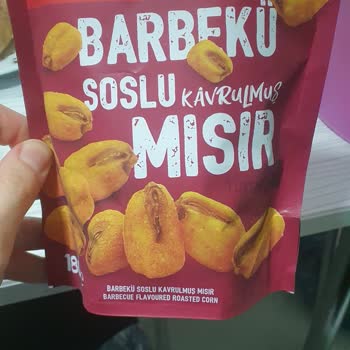 BARBEKÜ
SOSLU KAVRULMUŞ
MISIR
BARBEKÜ SOSLU KAVRULMUŞ MISIR
BARBECUE FLAVOURED ROASTED CORN